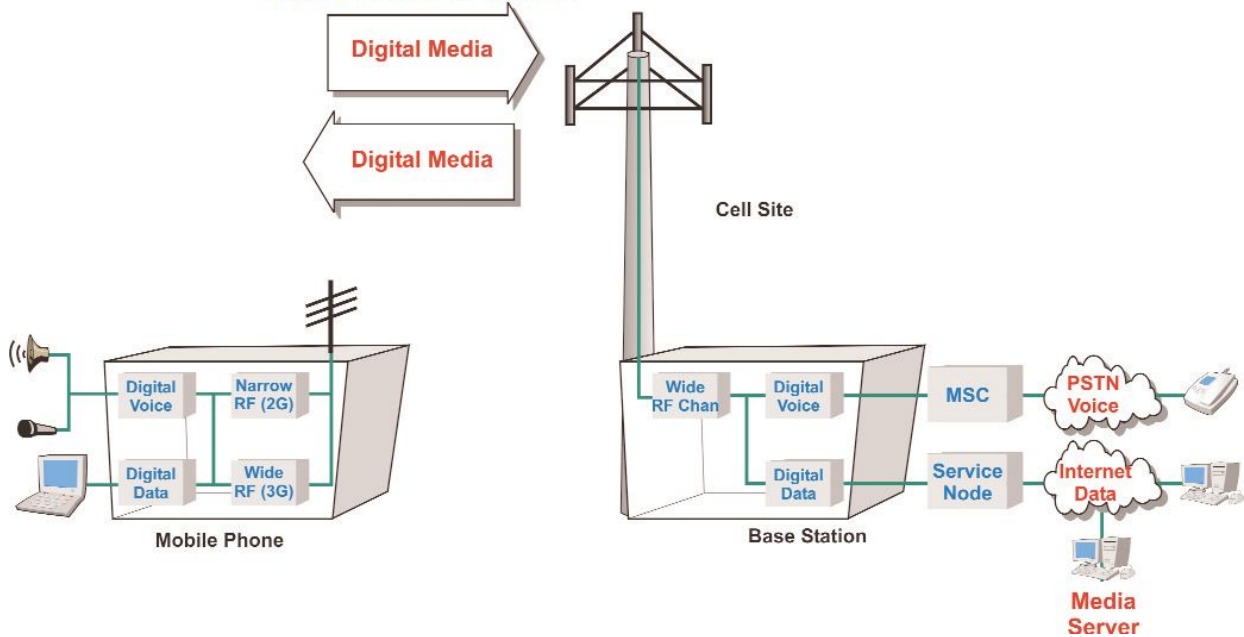 Digital Media
Digital Media
Cell Site
Digital
Voice
Narrow
RF (2G)
Digital
Data
Wide
RF (3G)
Mobile Phone
Wide
RF Chan
Digital
Voice
Digital
Data
Base Station
MSC
PSTN
Voice
Service
Node
Internet
Data
Media
Server